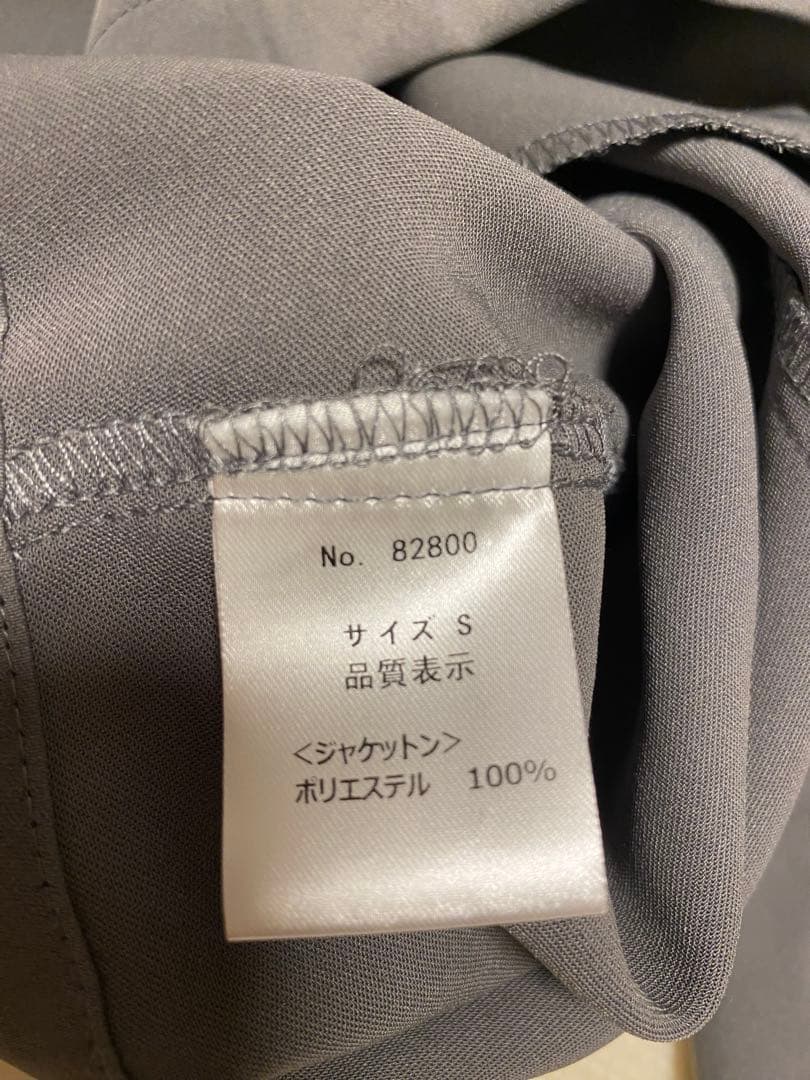 No. 82800
サイズ S
品質表示
<ジャケットン>
ポリエステル 100%